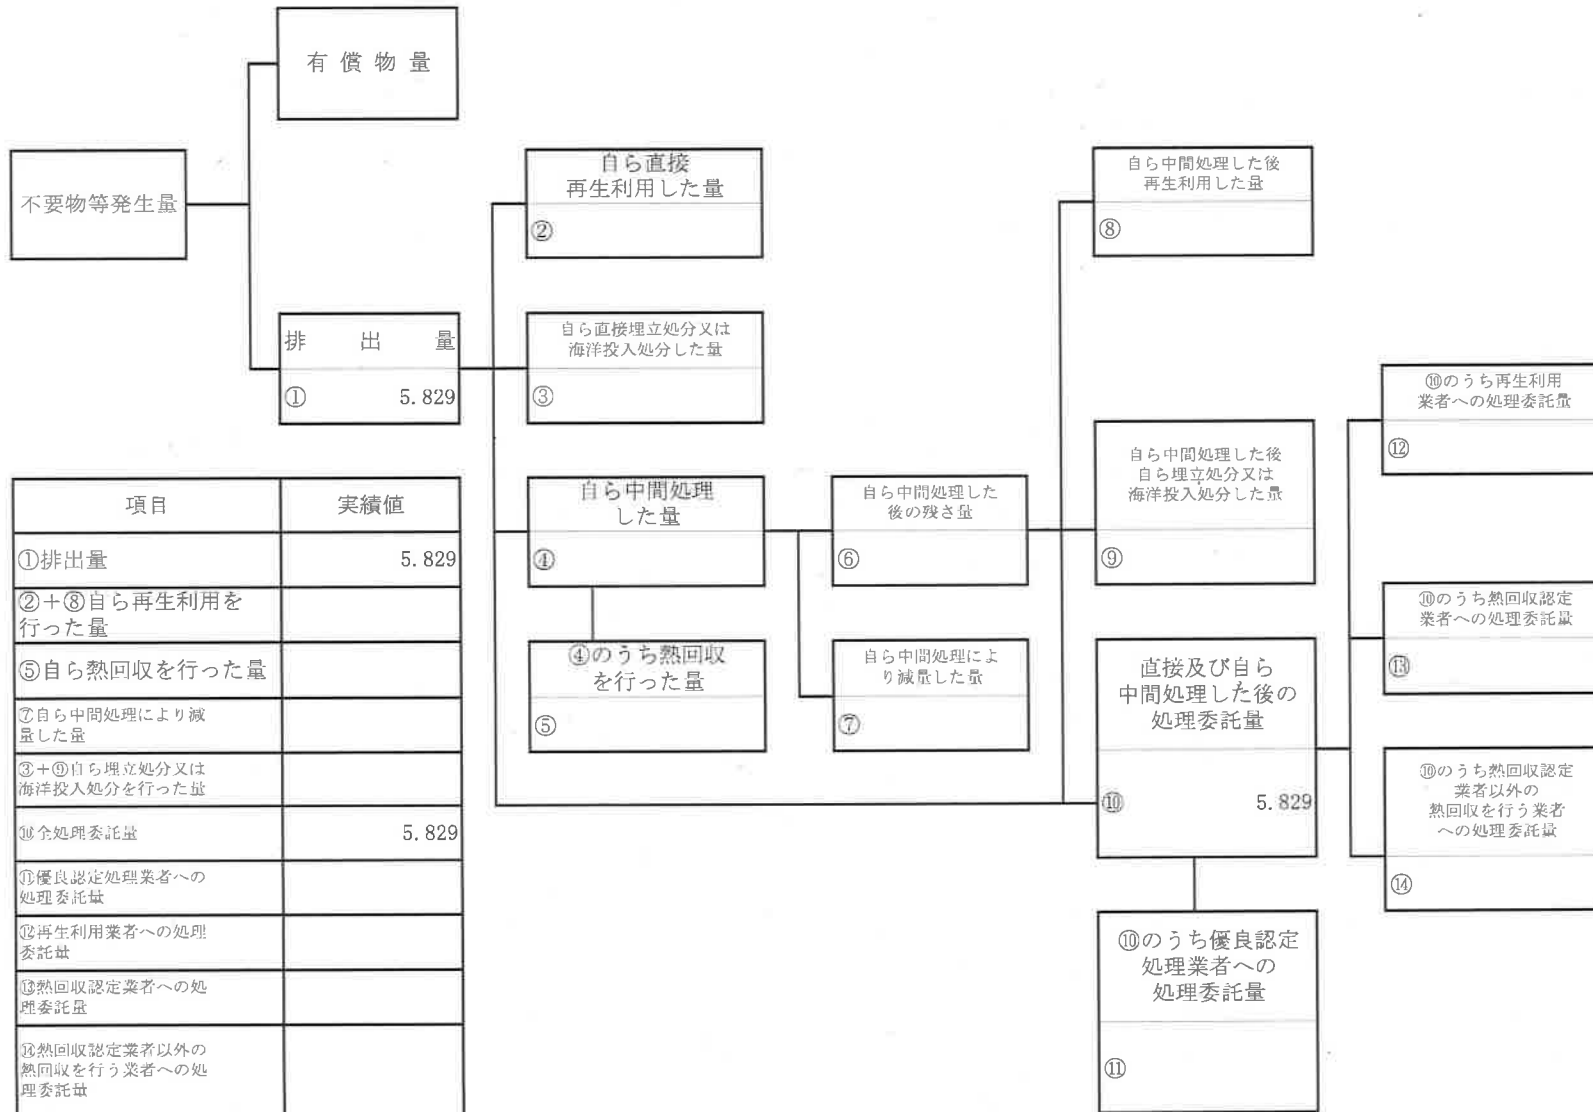 有償物量
不要物等発生量
排出量
① 5.829
自ら直接
再生利用した量
②
自ら直接埋立処分又は
海洋投入処分した量
③
自ら中間処理
した量
④
④のうち熱回収
を行った量
⑤
自ら中間処理した
後の残さ量
⑥
自ら中間処理によ
り減量した量
⑦
自ら中間処理した後
再生利用した量
⑧
自ら中間処理した後
自ら埋立処分又は
海洋投入処分した量
⑨
直接及び自ら
中間処理した後の
処理委託量
⑩ 5.829
⑩のうち優良認定
処理業者への
処理委託量
⑪
⑩のうち再生利用
業者への処理委託量
⑫
⑩のうち熱回収認定
業者への処理委託量
⑬
⑩のうち熱回収認定
業者以外の
熱回収を行う業者
への処理委託量
⑭
項目 実績値
①排出量 5.829
②+⑧自ら再生利用を
行った量
⑤自ら熱回収を行った量
⑦自ら中間処理により減
量した量
③+⑨自ら埋立処分又は
海洋投入処分を行った量
⑩全処理委託量 5.829
⑪優良認定処理業者への
処理委託量
⑫再生利用業者への処理
委託量
⑬熱回収認定業者への処
理委託量
⑭熱回収認定業者以外の
熱回収を行う業者への処
理委託量